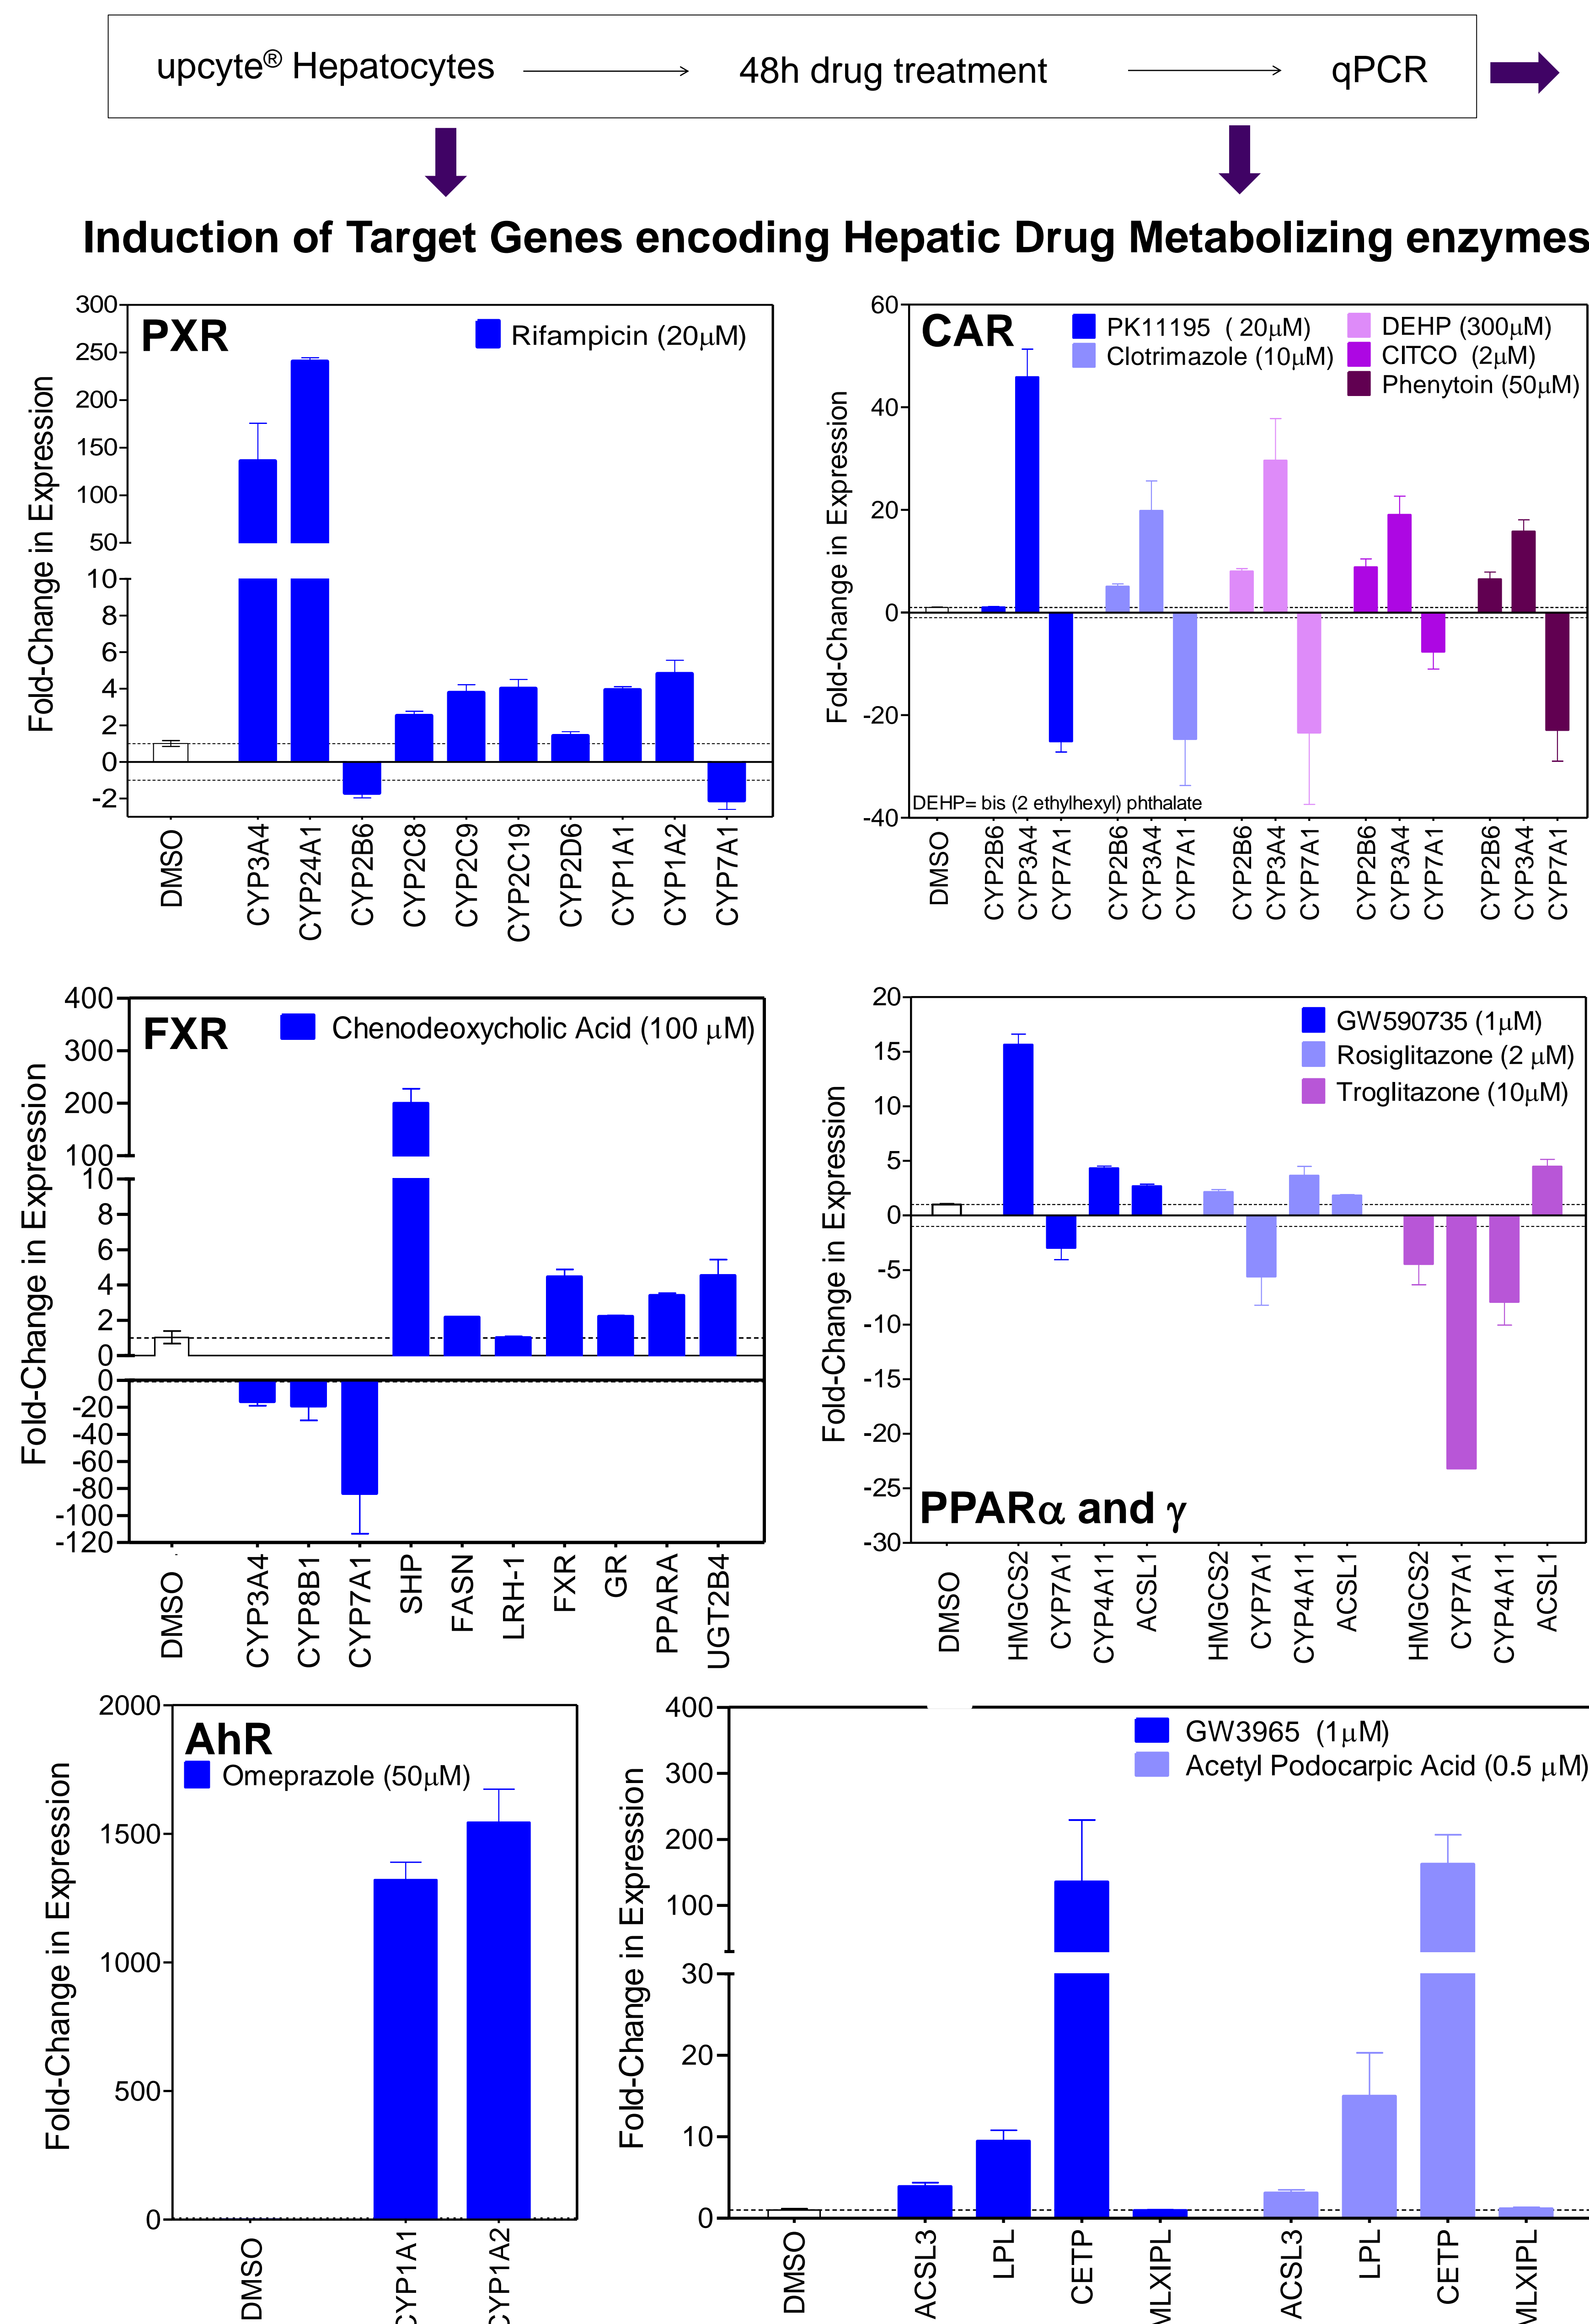 upcyte® Hepatocytes 48h drug treatment qPCR
Induction of Target Genes encoding Hepatic Drug Metabolizing enzymes
PXR
Rifampicin (20μM)
Fold-Change in Expression
300
250
200
150
100
50
10
8
6
4
2
0
-2
DMSO
CYP3A4
CYP24A1
CYP2B6
CYP2C8
CYP2C9
CYP2C19
CYP2D6
CYP1A1
CYP1A2
CYP7A1
CAR
PK11195 ( 20μM)
Clotrimazole (10μM)
DEHP (300μM)
CITCO (2μM)
Phenytoin (50μM)
Fold-Change in Expression
60
40
20
0
-20
-40
DEHP= bis (2 ethylhexyl) phthalate
DMSO
CYP2B6
CYP3A4
CYP7A1
CYP2B6
CYP3A4
CYP7A1
CYP2B6
CYP3A4
CYP7A1
CYP2B6
CYP3A4
CYP7A1
CYP2B6
CYP3A4
CYP7A1
FXR
Chenodeoxycholic Acid (100 μM)
Fold-Change in Expression
400
300
200
100
10
8
6
4
2
0
0
-20
-40
-60
-80
-100
-120
DMSO
CYP3A4
CYP8B1
CYP7A1
SHP
FASN
LRH-1
FXR
GR
PPARA
UGT2B4
GW590735 (1μM)
Rosiglitazone (2 μM)
Troglitazone (10μM)
Fold-Change in Expression
20
15
10
5
0
-5
-10
-15
-20
-25
-30
PPARα and γ
DMSO
HMGCS2
CYP7A1
CYP4A11
ACSL1
HMGCS2
CYP7A1
CYP4A11
ACSL1
HMGCS2
CYP7A1
CYP4A11
ACSL1
AhR
Omeprazole (50μM)
Fold-Change in Expression
2000
1500
1000
500
0
DMSO
CYP1A1
CYP1A2
GW3965 (1μM)
Acetyl Podocarpic Acid (0.5 μM)
Fold-Change in Expression
400
300
200
100
30
20
10
0
DMSO
ACSL3
LPL
CETP
MLXIPL
ACSL3
LPL
CETP
MLXIPL